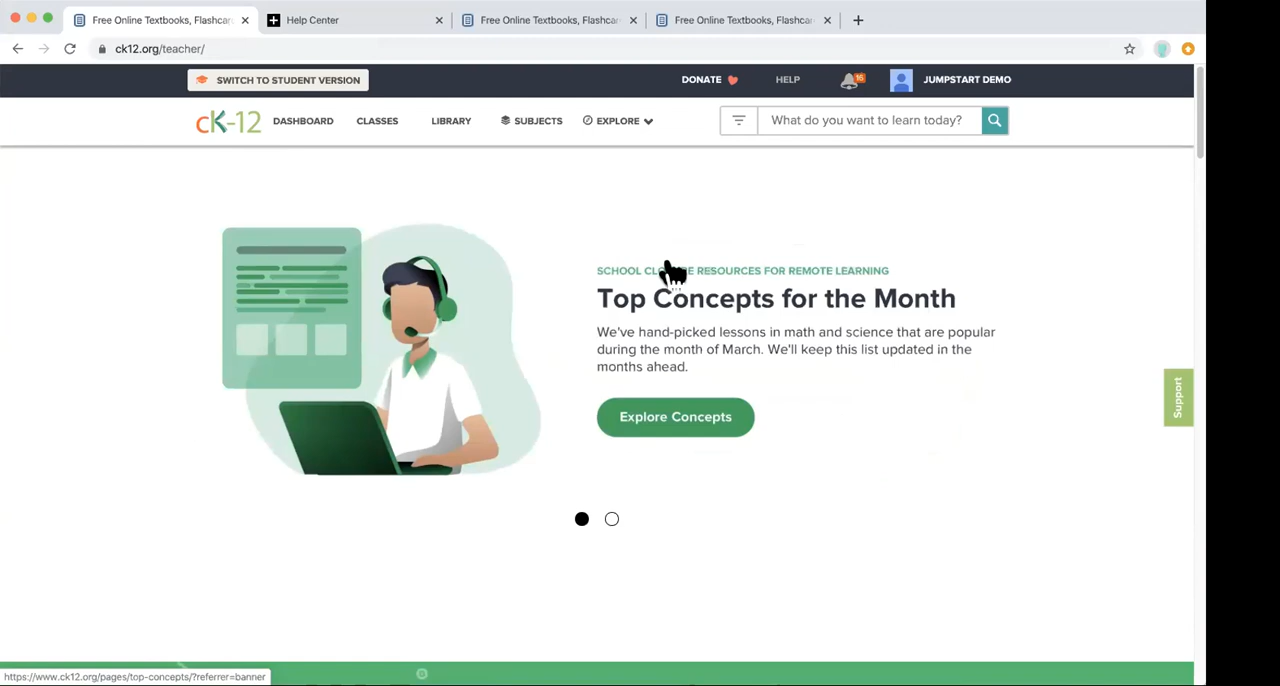 Free Online Textbooks, Flashcar
Help Center
Free Online Textbooks, Flashcar
Free Online Textbooks, Flashcar
ck12.org/teacher/
SWITCH TO STUDENT VERSION
DONATE
HELP
16
JUMPSTART DEMO
cK-12
DASHBOARD
CLASSES
LIBRARY
SUBJECTS
EXPLORE
What do you want to learn today?
SCHOOL RESOURCES FOR REMOTE LEARNING
Top Concepts for the Month
We've hand-picked lessons in math and science that are popular
during the month of March. We'll keep this list updated in the
months ahead.
Explore Concepts
Support
https://www.ck12.org/pages/top-concepts/?referrer=banner